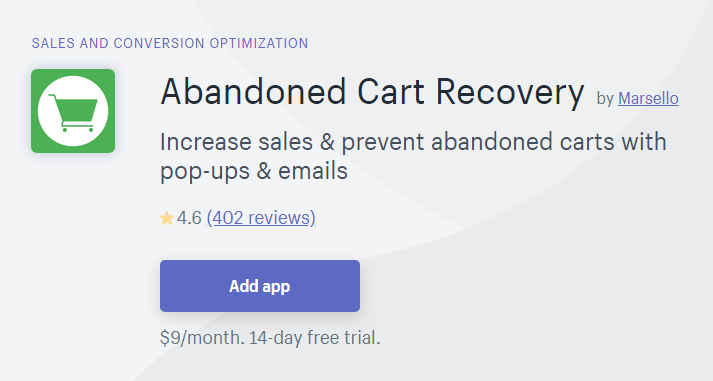 SALES AND CONVERSION OPTIMIZATION
Abandoned Cart Recovery by Marsello
Increase sales & prevent abandoned carts with
pop-ups & emails
4.6 (402 reviews)
Add app
$9/month. 14-day free trial.